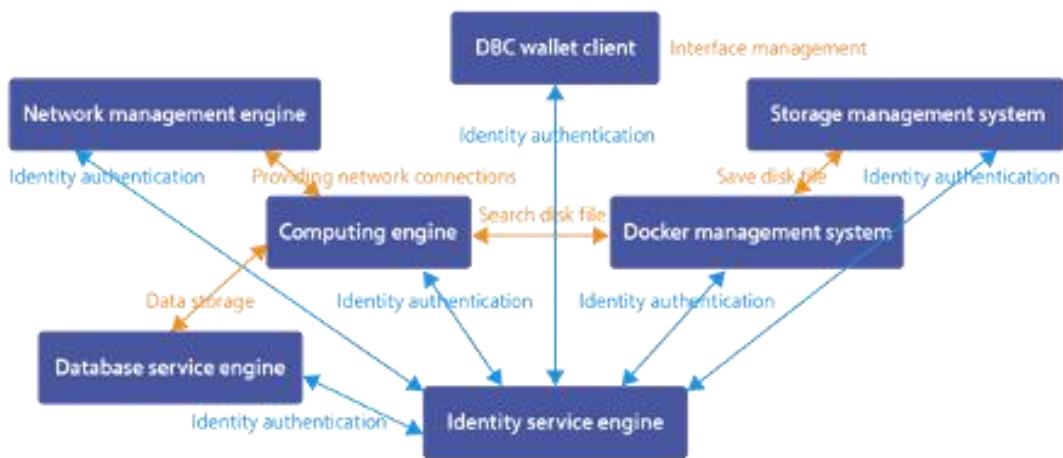 DBC wallet client
Interface management
Network management engine
Storage management system
Identity authentication
Identity authentication
Providing network connections
Save disk file
Identity authentication
Search disk file
Computing engine
Docker management system
Data storage
Identity authentication
Identity authentication
Database service engine
Identity authentication
Identity service engine